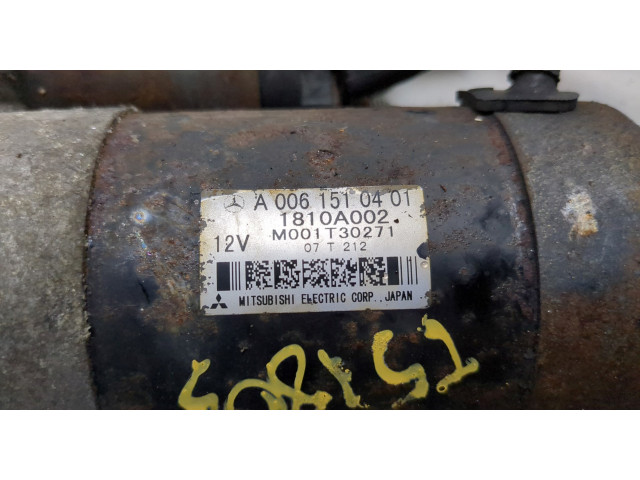 A 006 151 04 01
1810A002
M001T30271
12V
07 T 212
MITSUBISHI ELECTRIC CORP., JAPAN